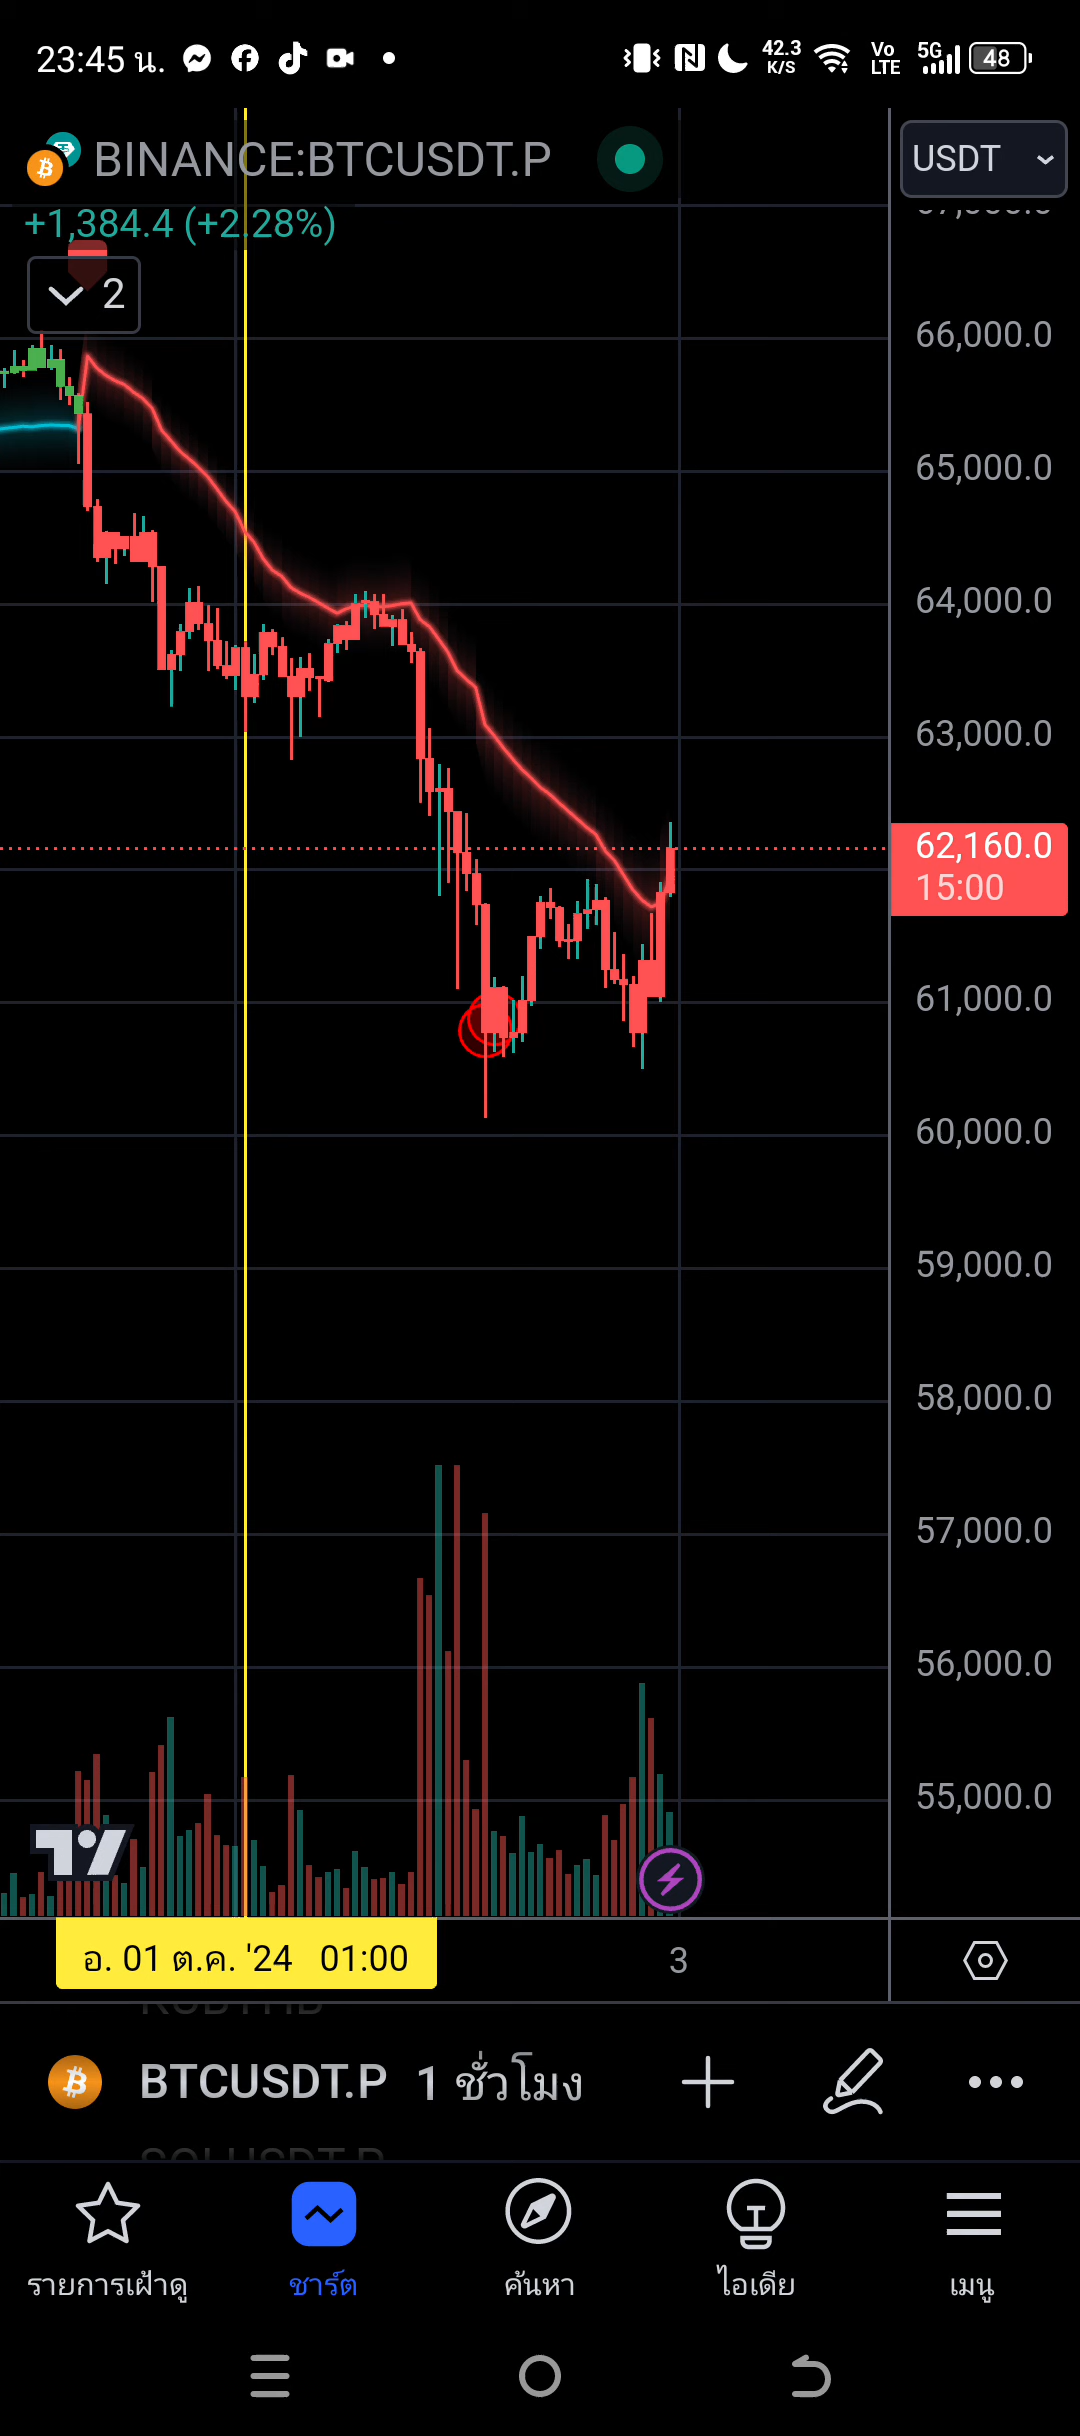 23:45 น. 42.3 K/S Vo LTE 5G 48
BINANCE:BTCUSDT.P USDT
+1,384.4 (+2.28%)
2
66,000.0
65,000.0
64,000.0
63,000.0
62,160.0
15:00
61,000.0
60,000.0
59,000.0
58,000.0
57,000.0
56,000.0
55,000.0
อ. 01 ต.ค. '24 01:00 3
BTCUSDT.P 1 ชั่วโมง
SOLUSDT.P
รายการเฝ้าดู ชาร์ต ค้นหา ไอเดีย เมนู